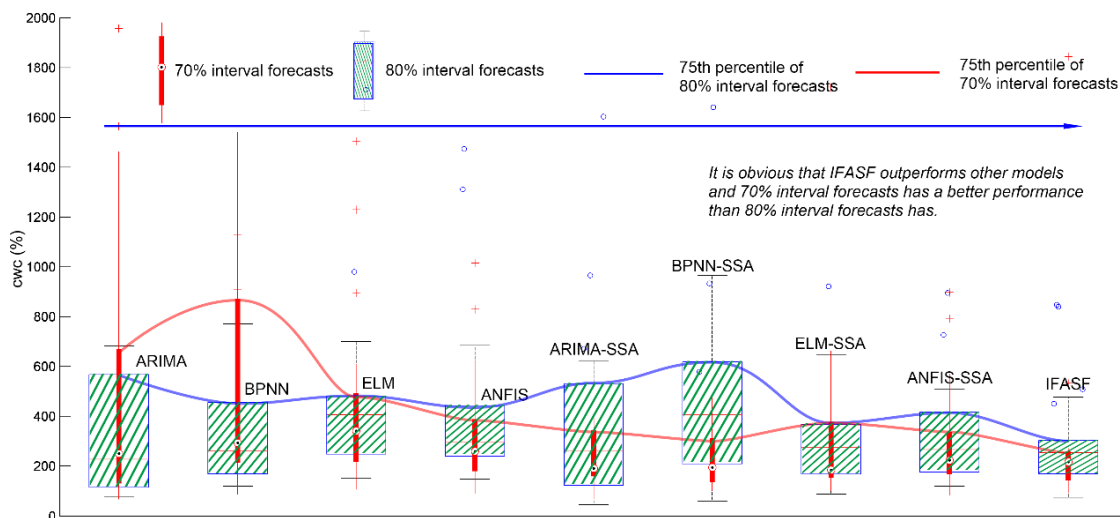 2000
1800
1600
1400
1200
1000
800
600
400
200
0
cwc (%)
70% interval forecasts
80% interval forecasts
75th percentile of
80% interval forecasts
75th percentile of
70% interval forecasts
It is obvious that IFASF outperforms other models
and 70% interval forecasts has a better performance
than 80% interval forecasts has.
ARIMA
BPNN
ELM
ANFIS
ARIMA-SSA
BPNN-SSA
ELM-SSA
ANFIS-SSA
IFASF